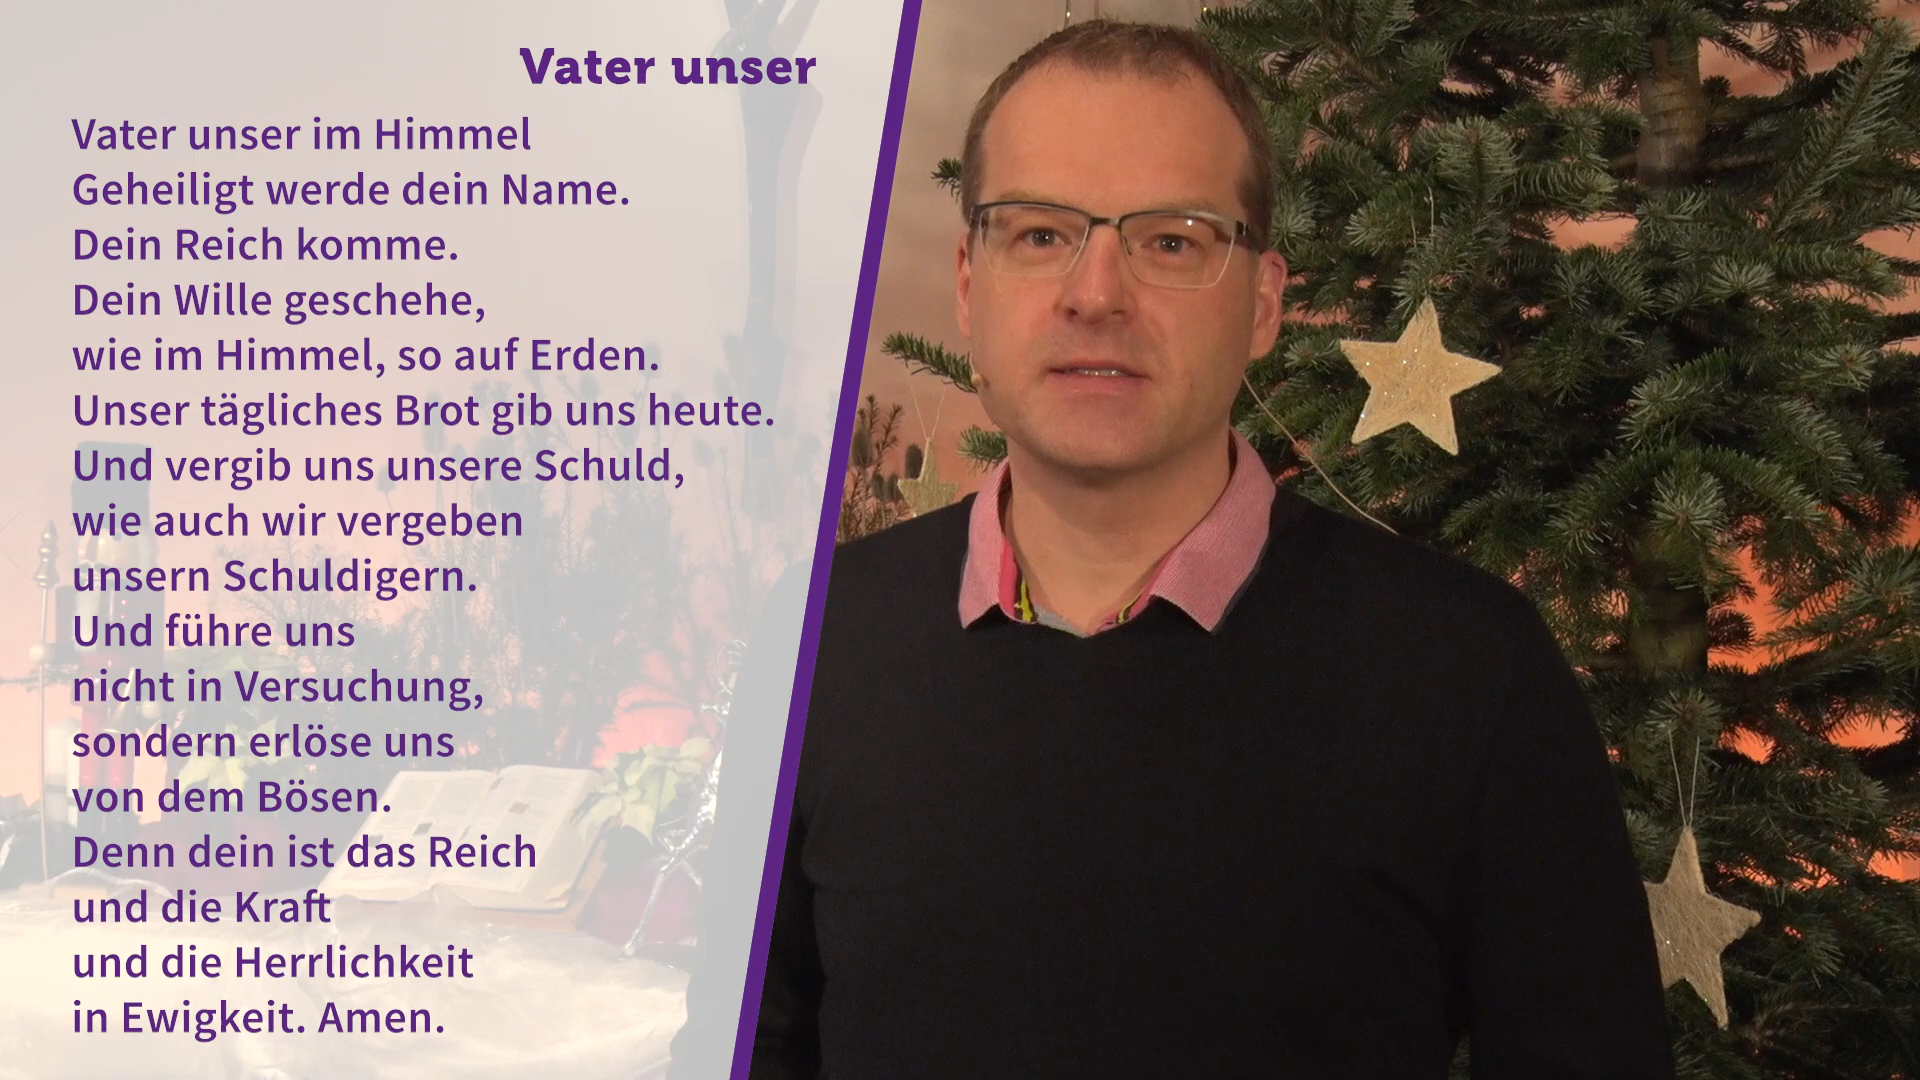 Vater unser
Vater unser im Himmel
Geheiligt werde dein Name.
Dein Reich komme.
Dein Wille geschehe,
wie im Himmel, so auf Erden.
Unser tägliches Brot gib uns heute.
Und vergib uns unsere Schuld,
wie auch wir vergeben
unsern Schuldigern.
Und führe uns
nicht in Versuchung,
sondern erlöse uns
von dem Bösen.
Denn dein ist das Reich
und die Kraft
und die Herrlichkeit
in Ewigkeit. Amen.